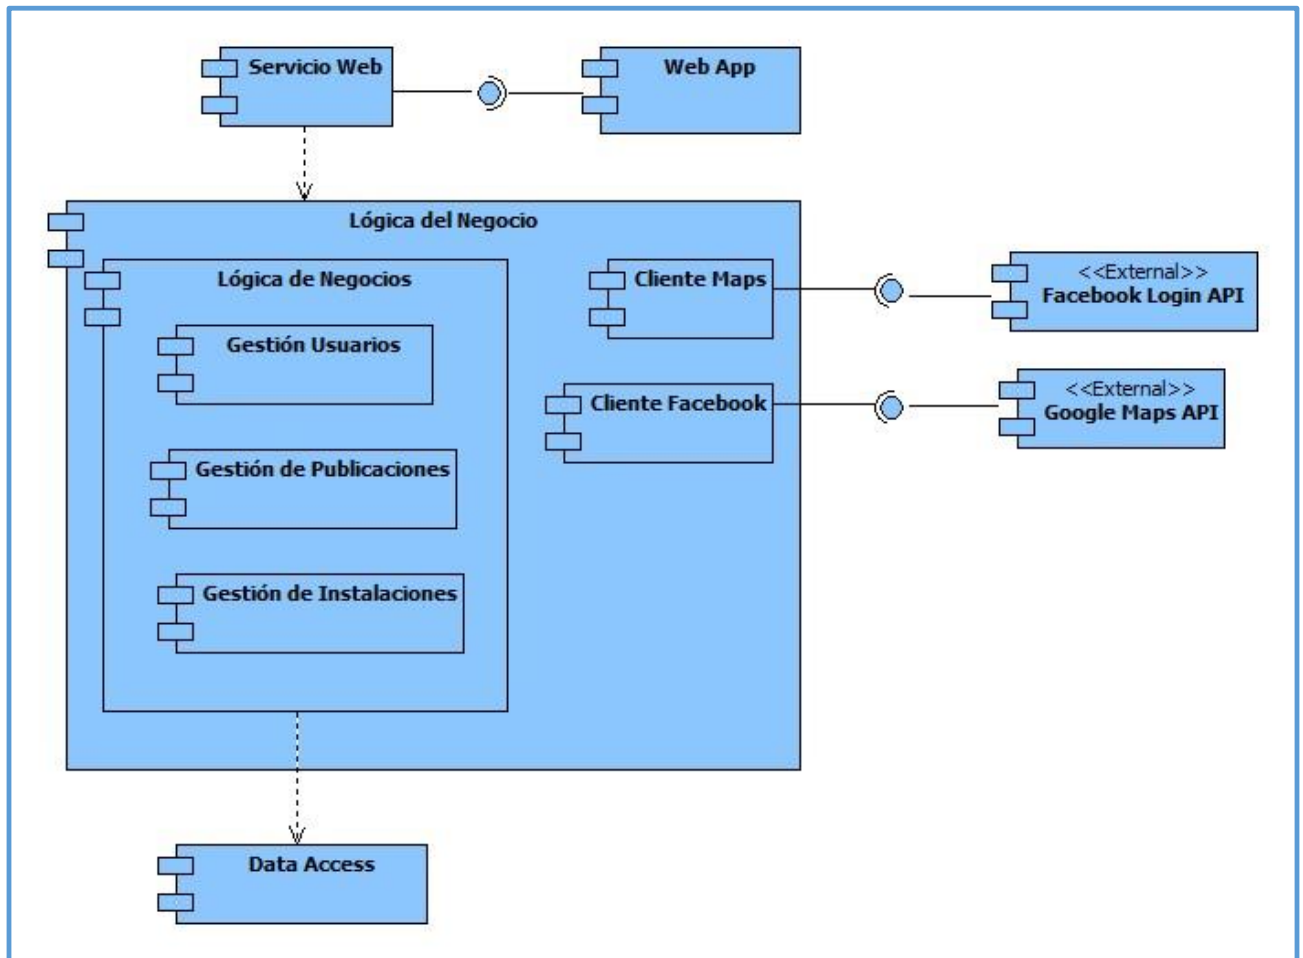 Servicio Web
Web App
Lógica del Negocio
Lógica de Negocios
Cliente Maps
<<External>>
Facebook Login API
Gestión Usuarios
Cliente Facebook
<<External>>
Google Maps API
Gestión de Publicaciones
Gestión de Instalaciones
Data Access